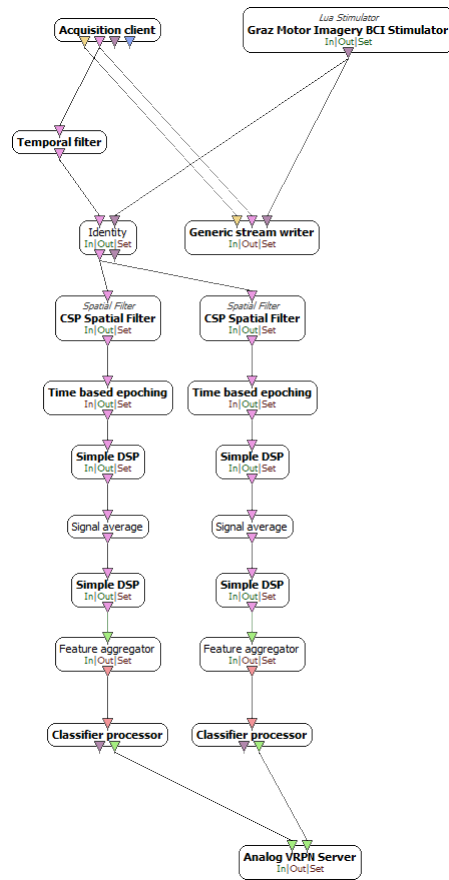 Acquisition client
Lua Stimulator
Graz Motor Imagery BCI Stimulator
In|Out|Set
Temporal filter
Identity
In|Out|Set
Generic stream writer
In|Out|Set
Spatial Filter
CSP Spatial Filter
In|Out|Set
Spatial Filter
CSP Spatial Filter
In|Out|Set
Time based epoching
In|Out|Set
Time based epoching
In|Out|Set
Simple DSP
In|Out|Set
Simple DSP
In|Out|Set
Signal average
Signal average
Simple DSP
In|Out|Set
Simple DSP
In|Out|Set
Feature aggregator
In|Out|Set
Feature aggregator
In|Out|Set
Classifier processor
Classifier processor
Analog VRPN Server
In|Out|Set